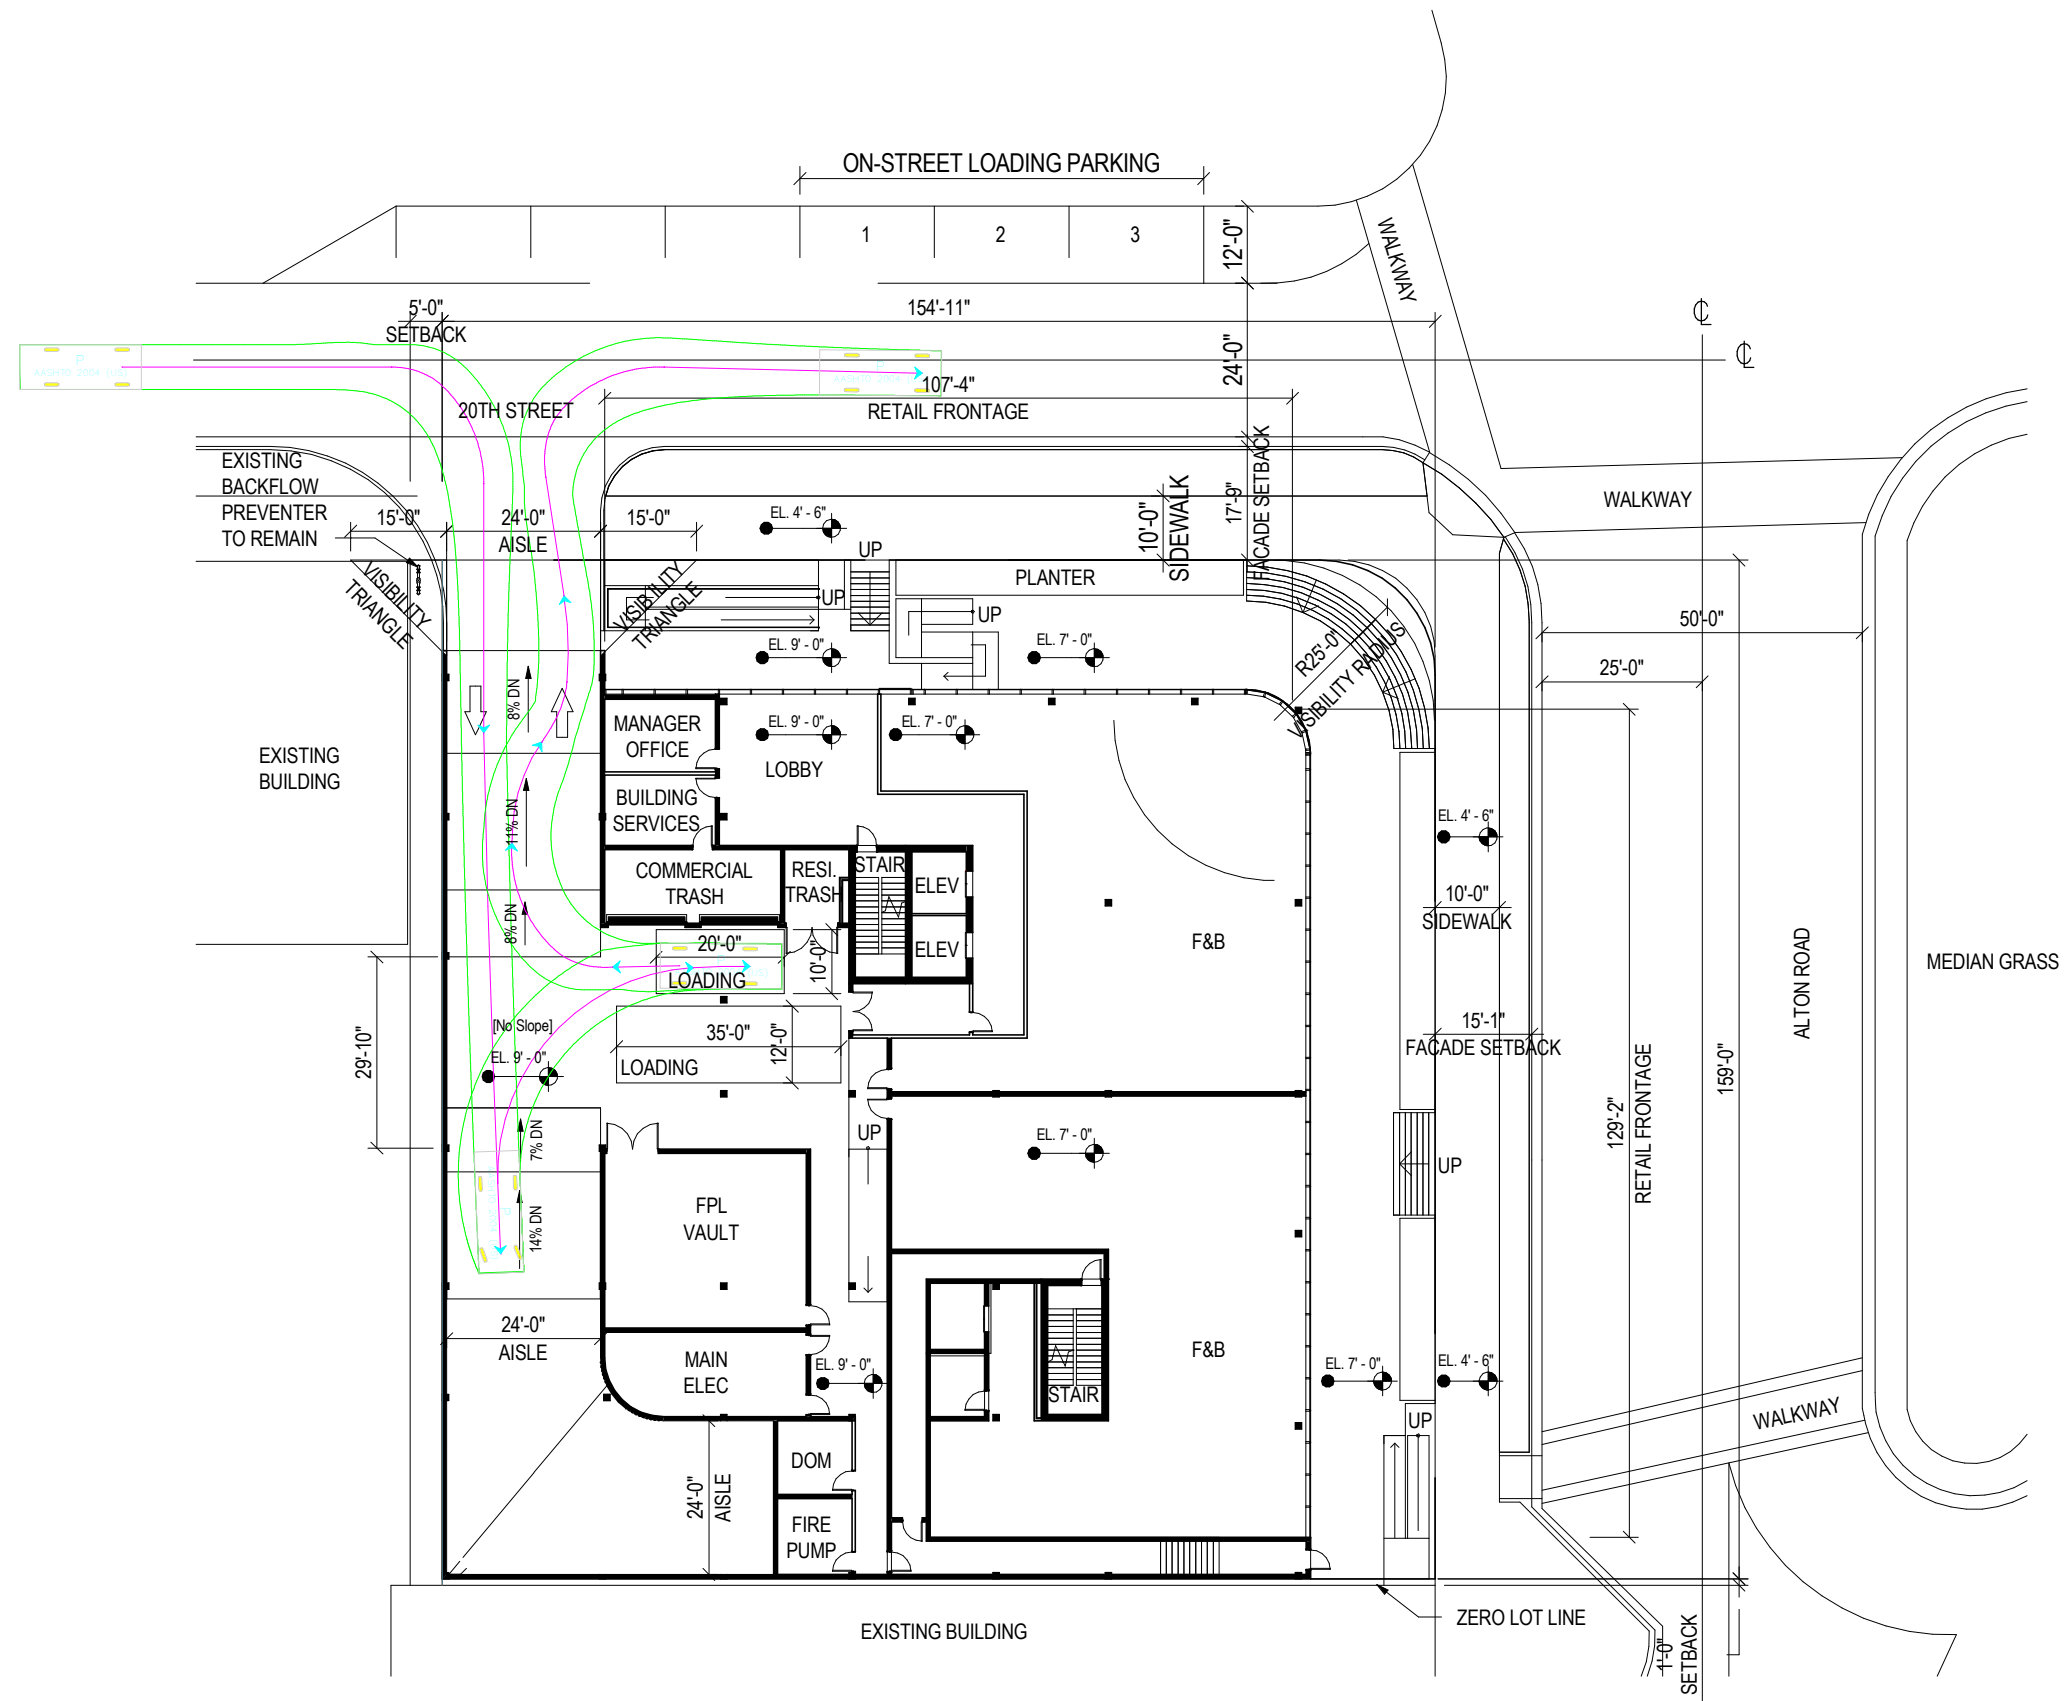 ON-STREET LOADING PARKING
1
2
3
12'-0"
WALKWAY
5'-0"
SETBACK
154'-11"
24'-0"
AASHTO 2004 (US)
107'-4"
RETAIL FRONTAGE
20TH STREET
EXISTING
BACKFLOW
PREVENTER
TO REMAIN
15'-0"
24'-0"
AISLE
15'-0"
EL. 4' - 6"
10'-0"
SIDEWALK
17'-9"
FACADE SETBACK
WALKWAY
VISIBILITY
TRIANGLE
VISIBILITY
TRIANGLE
UP
UP
UP
PLANTER
EL. 9' - 0"
EL. 7' - 0"
R25'-0"
VISIBILITY RADIUS
50'-0"
25'-0"
8% DN
MANAGER
OFFICE
EL. 9' - 0"
EL. 7' - 0"
LOBBY
EXISTING
BUILDING
11% DN
BUILDING
SERVICES
EL. 4' - 6"
COMMERCIAL
TRASH
RESI.
TRASH
STAIR
ELEV
ELEV
8% DN
20'-0"
LOADING
10'-0"
F&B
10'-0"
SIDEWALK
MEDIAN GRASS
ALTON ROAD
[No Slope]
EL. 9' - 0"
29'-10"
35'-0"
12'-0"
LOADING
15'-1"
FACADE SETBACK
159'-0"
129'-2"
RETAIL FRONTAGE
7% DN
14% DN
UP
EL. 7' - 0"
UP
FPL
VAULT
24'-0"
AISLE
MAIN
ELEC
EL. 9' - 0"
F&B
STAIR
EL. 7' - 0"
EL. 4' - 6"
UP
WALKWAY
24'-0"
AISLE
DOM
FIRE
PUMP
EXISTING BUILDING
ZERO LOT LINE
1'-0"
SETBACK